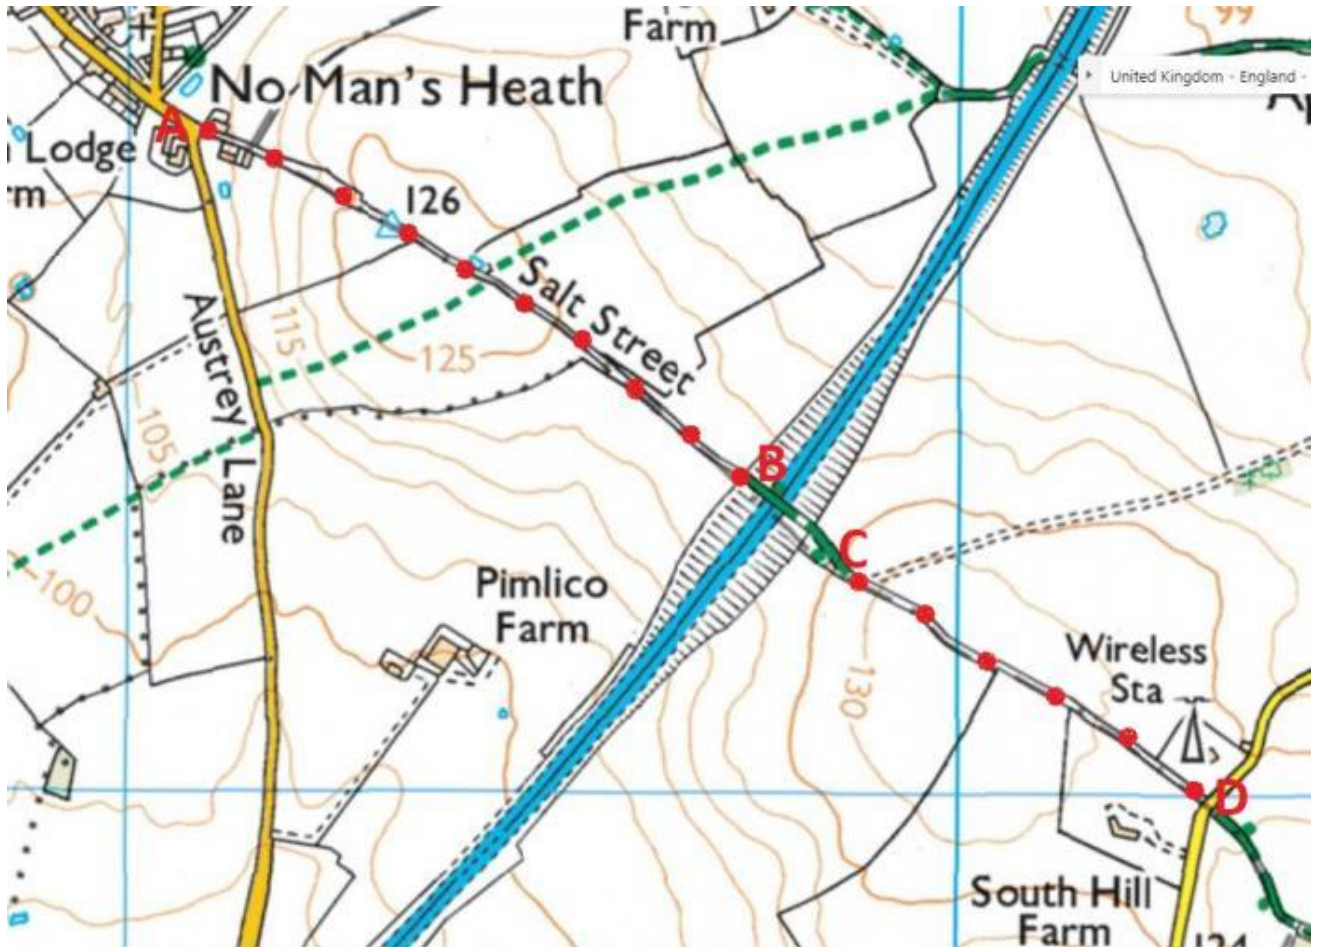 Farm
99
United Kingdom - England -
No Man's Heath
A
Lodge
m
126
Salt Street
115
125
Austrey Lane
105
B
C
100
Pimlico
Farm
130
Wireless
Sta
D
South Hill
Farm